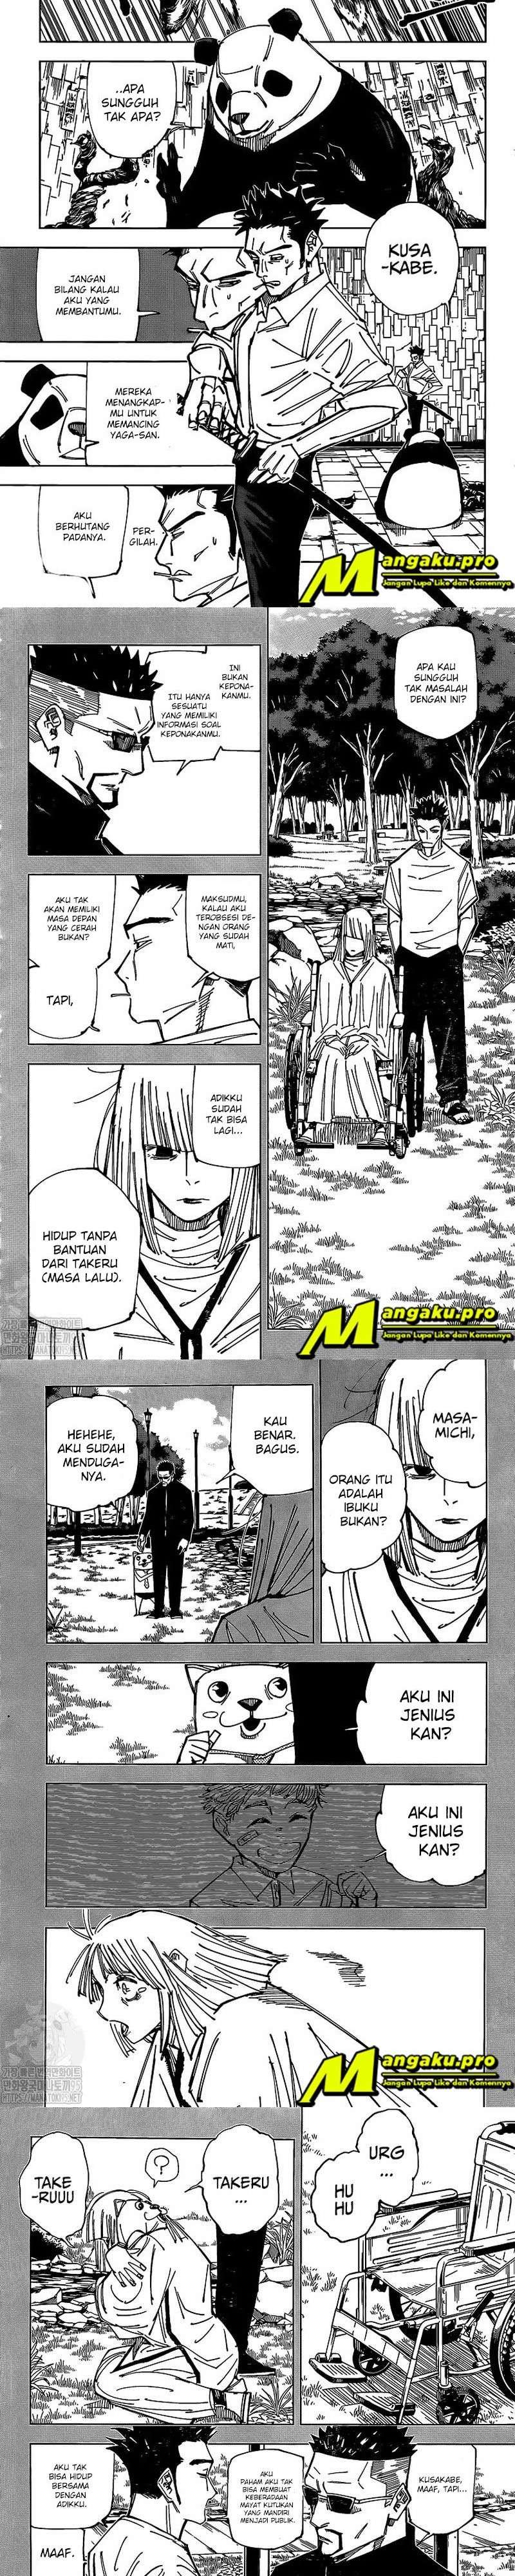 ..APA
SUNGGUH
TAK APA?
KUSA
-KABE.
JANGAN
BILANG KALAU
AKU YANG
MEMBANTUMU.
MEREKA
MENANGKAP-
MU UNTUK
MEMANCING
YAGA-SAN.
AKU
BERHUTANG
PADANYA.
PER-
GILAH.
Mangaku.pro
Jangan Lupa Like dan Komennya
APA KAU
SUNGGUH
TAK MASALAH
DENGAN INI?
INI
BUKAN
KEPONA-
KANMU.
ITU HANYA
SESUATU
YANG MEMILIKI
INFORMASI SOAL
KEPONAKANMU.
MAKSUDMU,
KALAU AKU
TEROBSESI DE-
NGAN ORANG
YANG SUDAH
MATI,
AKU TAK
AKAN MEMILIKI
MASA DEPAN
YANG CERAH
BUKAN?
TAPI,
ADIKKU
SUDAH
TAK BISA
LAGI...
HIDUP TANPA
BANTUAN
DARI TAKERU
(MASA LALU).
Mangaku.pro
Jangan Lupa Like dan Komennya
MASA-
MICHI,
ORANG ITU
ADALAH
IBUKU
BUKAN?
KAU
BENAR.
BAGUS.
HEHEHE,
AKU SUDAH
MENDUGA-
NYA.
AKU INI
JENIUS
KAN?
AKU INI
JENIUS
KAN?
Mangaku.pro
Jangan Lupa Like dan Komennya
URG
...
HU
HU
TAKERU
...
?
TAKE
-RUUU
KUSAKABE,
MAAF, TAPI...
AKU
PAHAM AKU TAK
BISA MEMBUAT
KEBERADAAN
MAYAT KUTUKAN
YANG MANDIRI
MENJADI PUBLIK.
AKU TAK
BISA HIDUP
BERSAMA
DENGAN
ADIKKU.
MAAF.